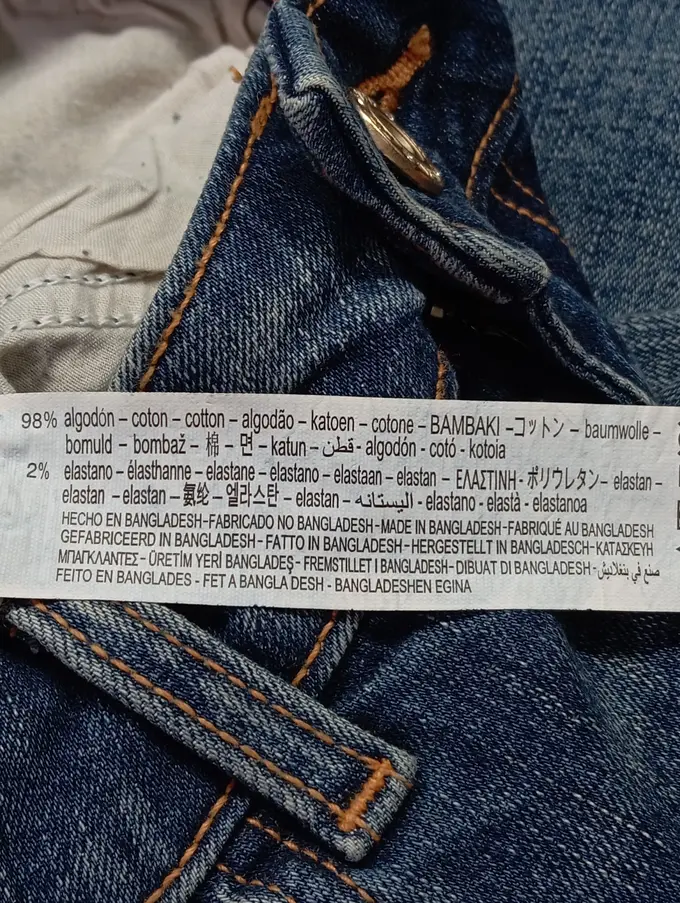 98% algodón – coton – cotton – algodão – katoen – cotone – ΒΑΜΒΑΚΙ – コットン – baumwolle –
bomuld – bombaž – 棉 – 면 – katun – قطن - algodón - cotó - kotoia
2% elastano – élasthanne – elastane – elastano – elastaan – elastan – ΕΛΑΣΤΙΝΗ - ポリウレタン – elastan –
elastan – elastan – 氨纶 – 엘라스탄 – elastan – اليستانه - elastano - elastà - elastanoa
HECHO EN BANGLADESH-FABRICADO NO BANGLADESH-MADE IN BANGLADESH-FABRIQUÉ AU BANGLADESH
GEFABRICEERD IN BANGLADESH - FATTO IN BANGLADESH - HERGESTELLT IN BANGLADESCH - ΚΑΤΑΣΚΕΥΗ
ΜΠΑΓΚΛΑΝΤΕΣ – ÜRETİM YERİ BANGLADEŞ - FREMSTILLET I BANGLADESH - DIBUAT DI BANGLADESH - صنع في بنغلاديش
FEITO EN BANGLADES - FET A BANGLA DESH - BANGLADESHEN EGINA